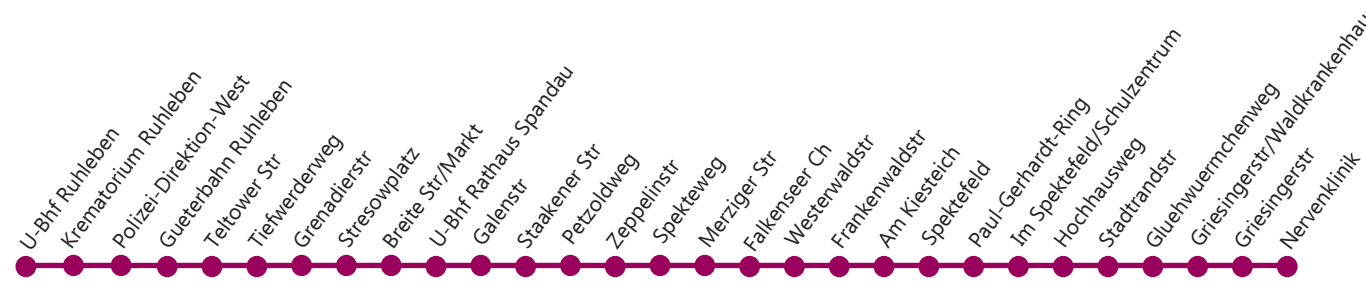 U-Bhf Ruhleben
Krematorium Ruhleben
Polizei-Direktion-West
Gueterbahn Ruhleben
Teltower Str
Tiefwerderweg
Grenadierstr
Stresowplatz
Breite Str/Markt
U-Bhf Rathaus Spandau
Galenstr
Staakener Str
Petzoldweg
Zeppelinstr
Spekteweg
Merziger Str
Falkenseer Ch
Westerwaldstr
Frankenwaldstr
Am Kiesteich
Spektefeld
Paul-Gerhardt-Ring
Im Spektefeld/Schulzentrum
Hochhausweg
Stadtrandstr
Gluehwuermchenweg
Griesingerstr/Waldkrankenhaus
Griesingerstr
Nervenklinik